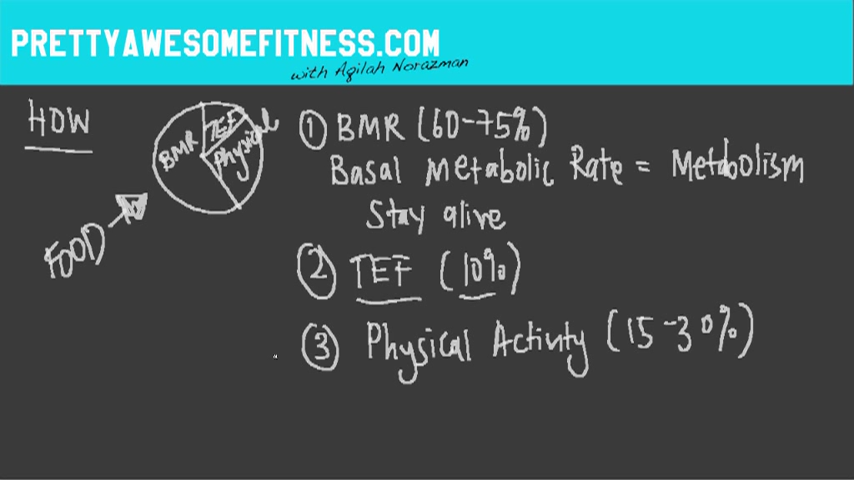 PRETTYAWESOMEFITNESS.COM
with Aqilah Norazman
HOW
BMR
TEF
Physical
FOOD
① BMR (60-75%)
Basal Metabolic Rate = Metabolism
Stay alive
② TEF (10%)
③ Physical Activity (15-30%)